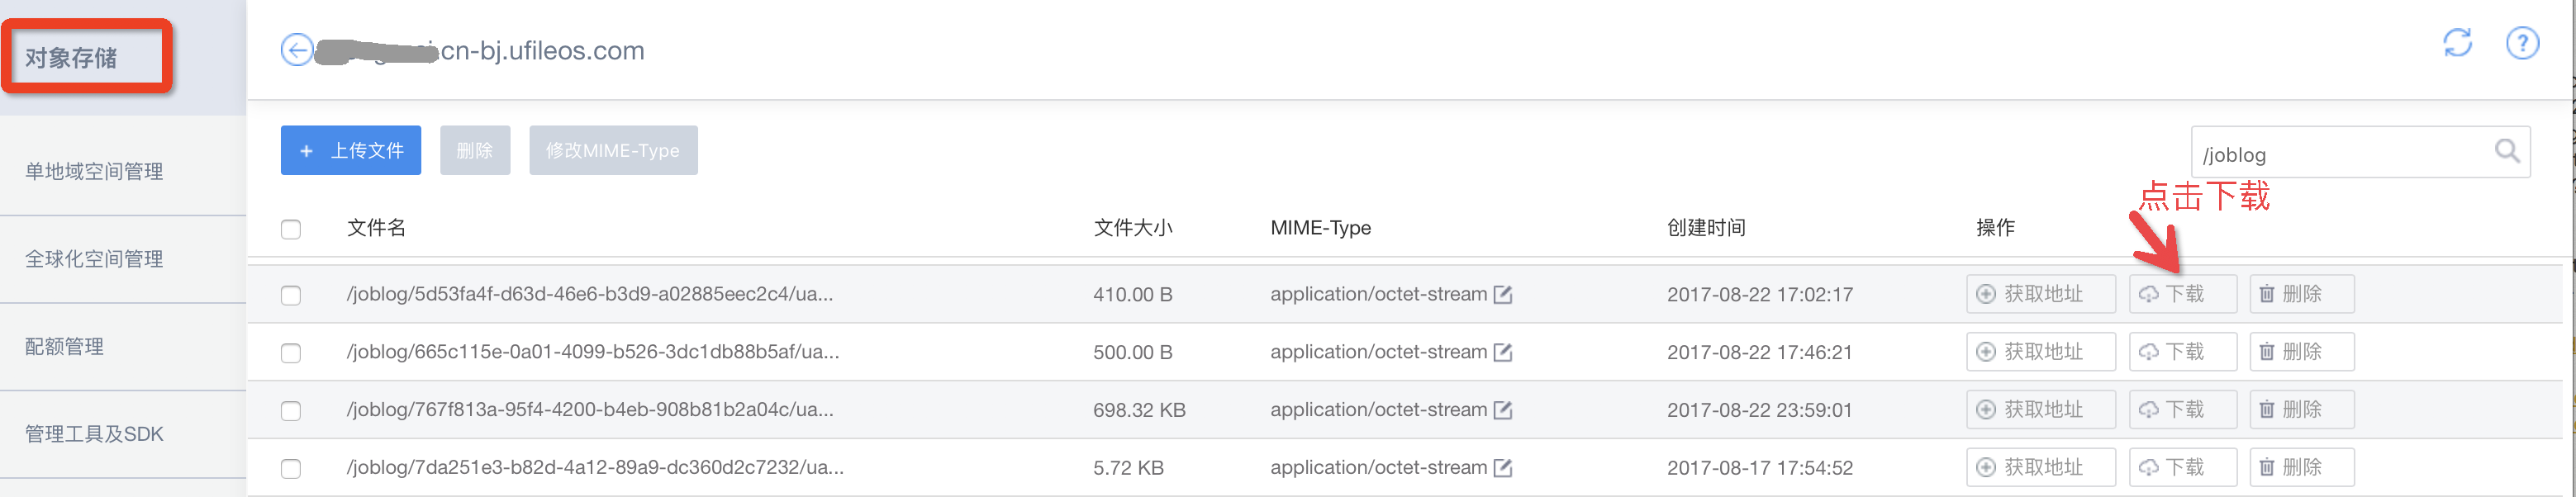 对象存储
单地域空间管理
全球化空间管理
配额管理
管理工具及SDK
.cn-bj.ufileos.com
+ 上传文件 删除 修改MIME-Type
/joblog
点击下载
文件名 文件大小 MIME-Type 创建时间 操作
/joblog/5d53fa4f-d63d-46e6-b3d9-a02885eec2c4/ua... 410.00 B application/octet-stream 2017-08-22 17:02:17 获取地址 下载 删除
/joblog/665c115e-0a01-4099-b526-3dc1db88b5af/ua... 500.00 B application/octet-stream 2017-08-22 17:46:21 获取地址 下载 删除
/joblog/767f813a-95f4-4200-b4eb-908b81b2a04c/ua... 698.32 KB application/octet-stream 2017-08-22 23:59:01 获取地址 下载 删除
/joblog/7da251e3-b82d-4a12-89a9-dc360d2c7232/ua... 5.72 KB application/octet-stream 2017-08-17 17:54:52 获取地址 下载 删除